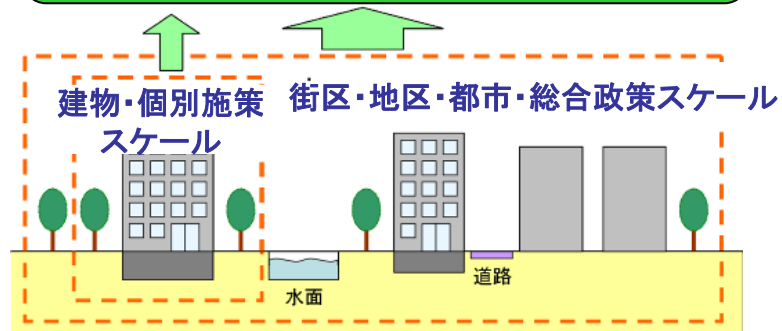 建物・個別施策
スケール
街区・地区・都市・総合政策スケール
水面
道路